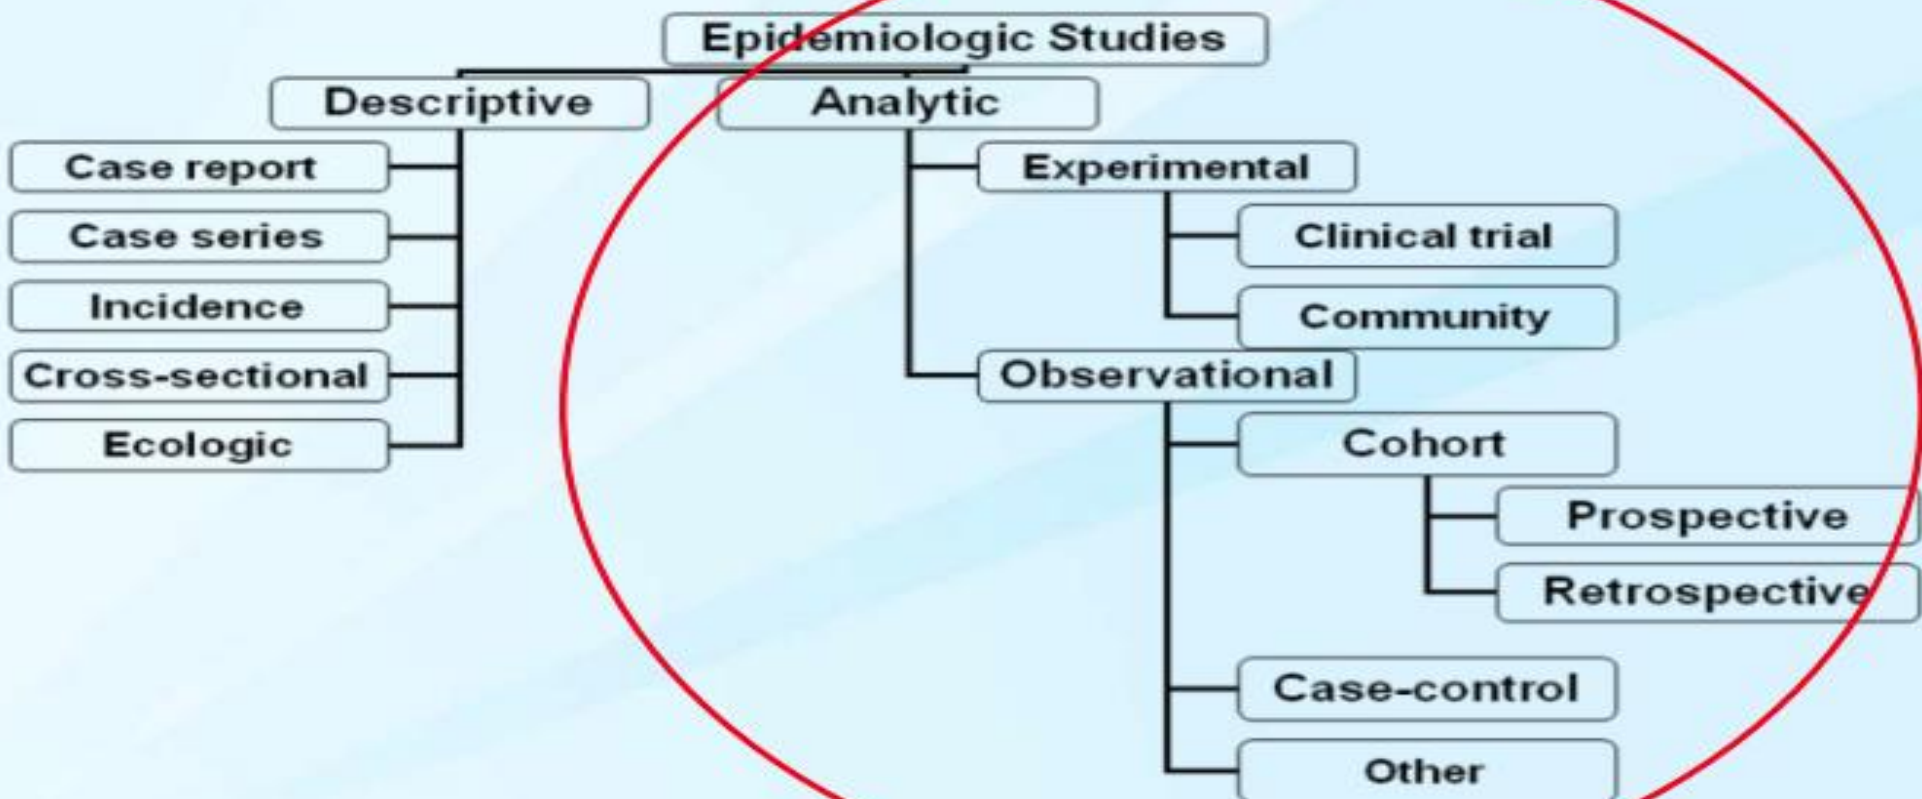 Epidemiologic Studies
Descriptive
Analytic
Case report
Case series
Incidence
Cross-sectional
Ecologic
Experimental
Clinical trial
Community
Observational
Cohort
Prospective
Retrospective
Case-control
Other